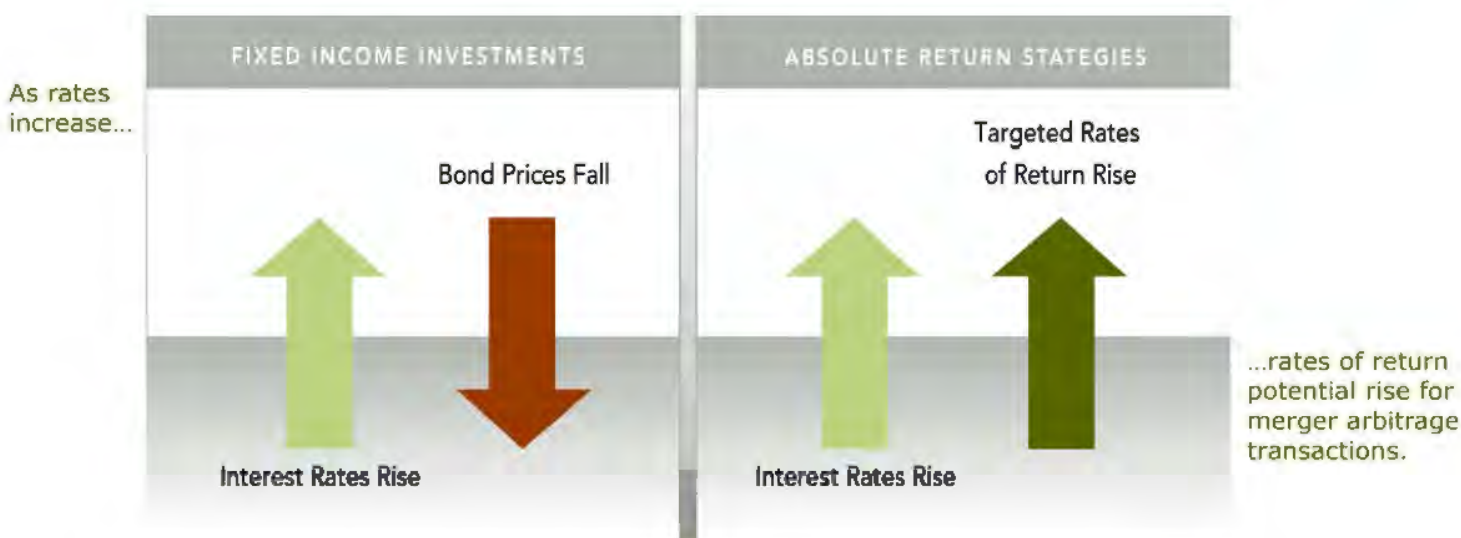 FIXED INCOME INVESTMENTS
ABSOLUTE RETURN STATEGIES
As rates
increase...
Bond Prices Fall
Targeted Rates
of Return Rise
Interest Rates Rise
Interest Rates Rise
...rates of return
potential rise for
merger arbitrage
transactions.